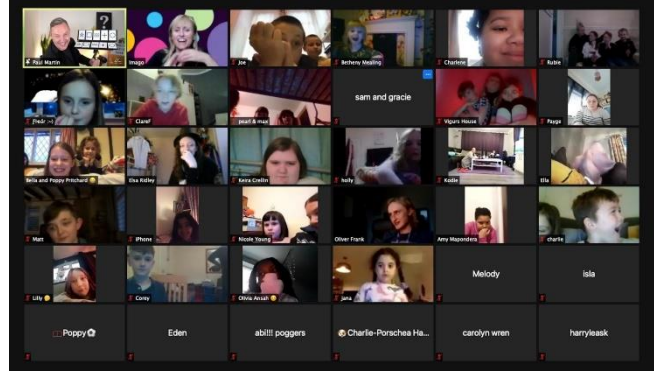 Paul Martin
Imago
Joe
Betheny Mealing
Charlene
Rubie
Claref
pearl & max
sam and gracie
Vigurs House
Payge
Bella and Poppy Pritchard 😂
Elsa Ridley
Keira Crellin
holly
Kodie
Ella
Matt
iPhone
Nicole Young
Oliver Frank
Amy Mapondera
charlie
Lilly
Corey
Olivia Ansah
jana
Melody
isla
Poppy⚽
Eden
abi!!! poggers
🐶Charlie-Porschea Ha...
carolyn wren
harryleask